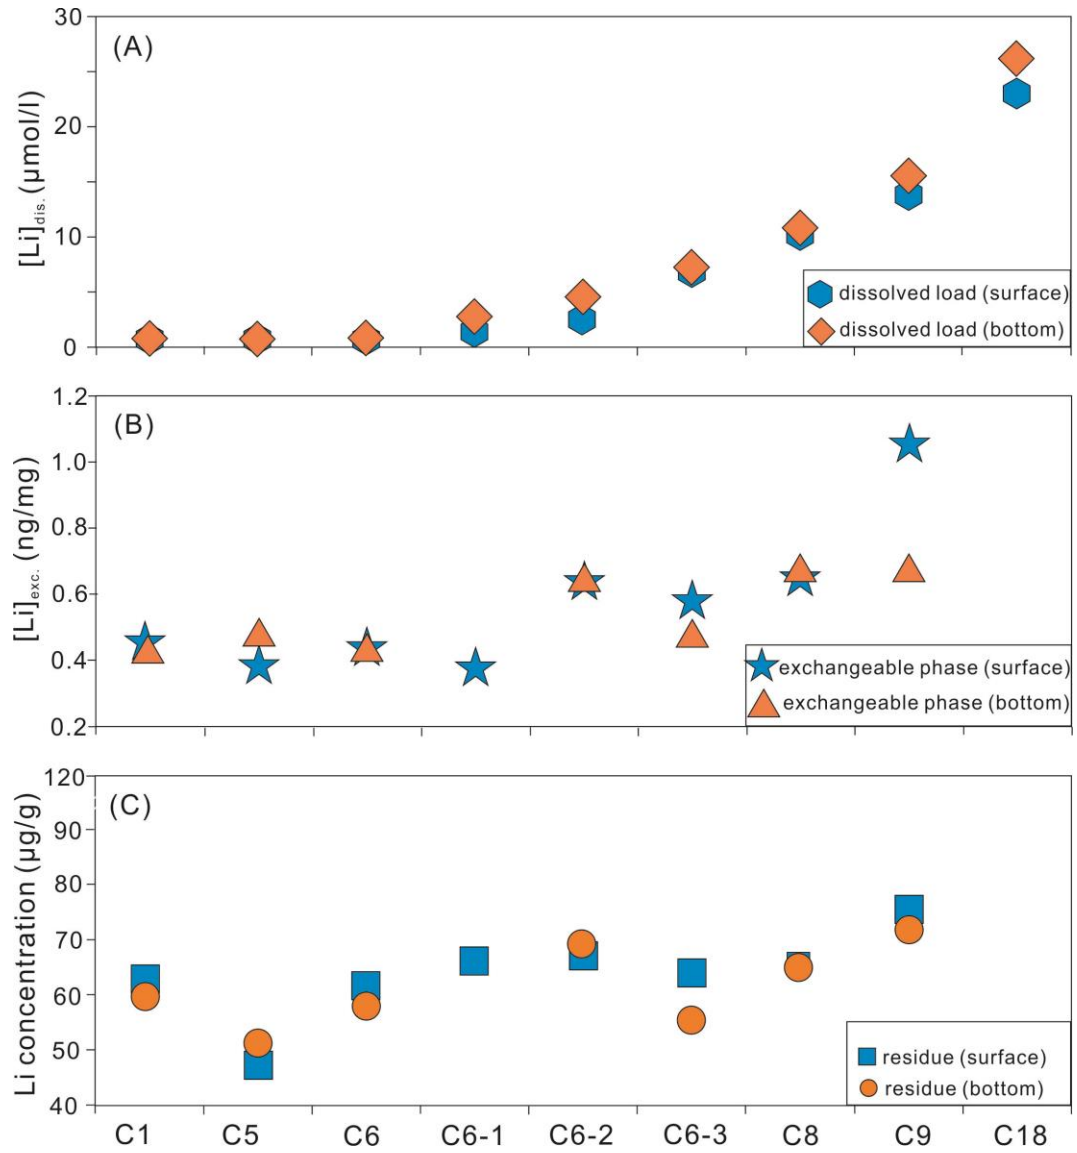 (A)
[Li]dis. (μmol/l)
30
20
10
0
dissolved load (surface)
dissolved load (bottom)
(B)
[Li]exc. (ng/mg)
1.2
1.0
0.8
0.6
0.4
0.2
exchangeable phase (surface)
exchangeable phase (bottom)
(C)
Li concentration (μg/g)
120
90
80
70
60
50
40
residue (surface)
residue (bottom)
C1 C5 C6 C6-1 C6-2 C6-3 C8 C9 C18